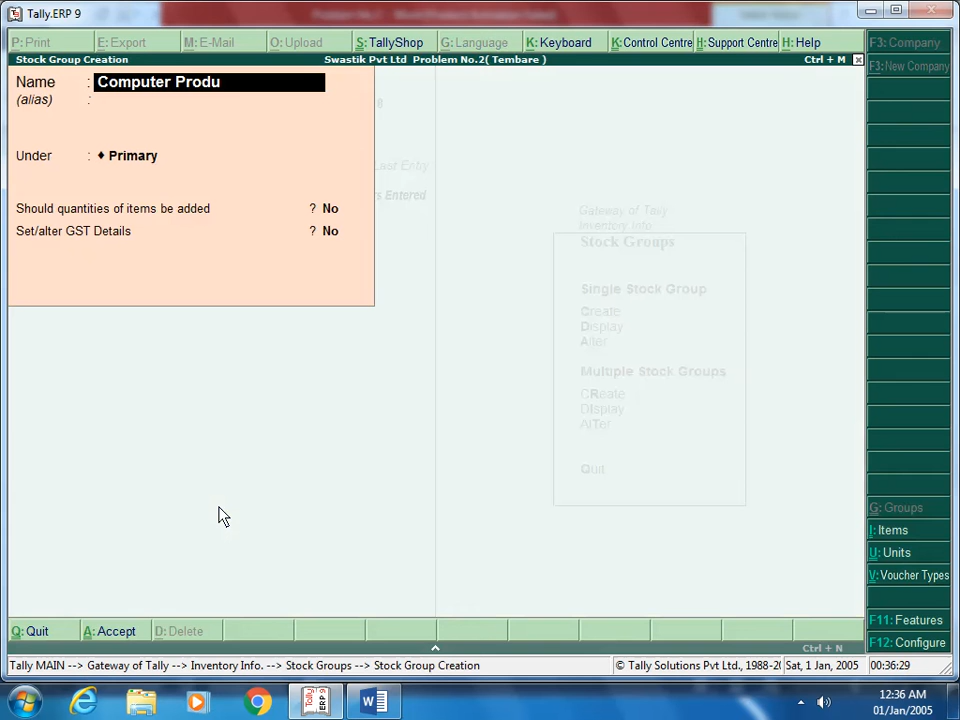 Tally.ERP 9
P: Print E: Export M: E-Mail O: Upload S: TallyShop G: Language K: Keyboard K: Control Centre H: Support Centre H: Help F3: Company
Stock Group Creation Swastik Pvt Ltd Problem No.2( Tembare ) Ctrl + M F3: New Company
Name : Computer Produ
(alias) :
8
Under : ♦ Primary
Last Entry
s Entered
Should quantities of items be added ? No
Set/alter GST Details ? No
Gateway of Tally
Inventory Info.
Stock Groups
Single Stock Group
Create
Display
Alter
Multiple Stock Groups
CReate
DIsplay
AlTer
Quit
G: Groups
I: Items
U: Units
V: Voucher Types
F11: Features
F12: Configure
Q: Quit A: Accept D: Delete
Ctrl + N
Tally MAIN --> Gateway of Tally --> Inventory Info. --> Stock Groups --> Stock Group Creation © Tally Solutions Pvt Ltd., 1988-20 Sat, 1 Jan, 2005 00:36:29
12:36 AM
01/Jan/2005